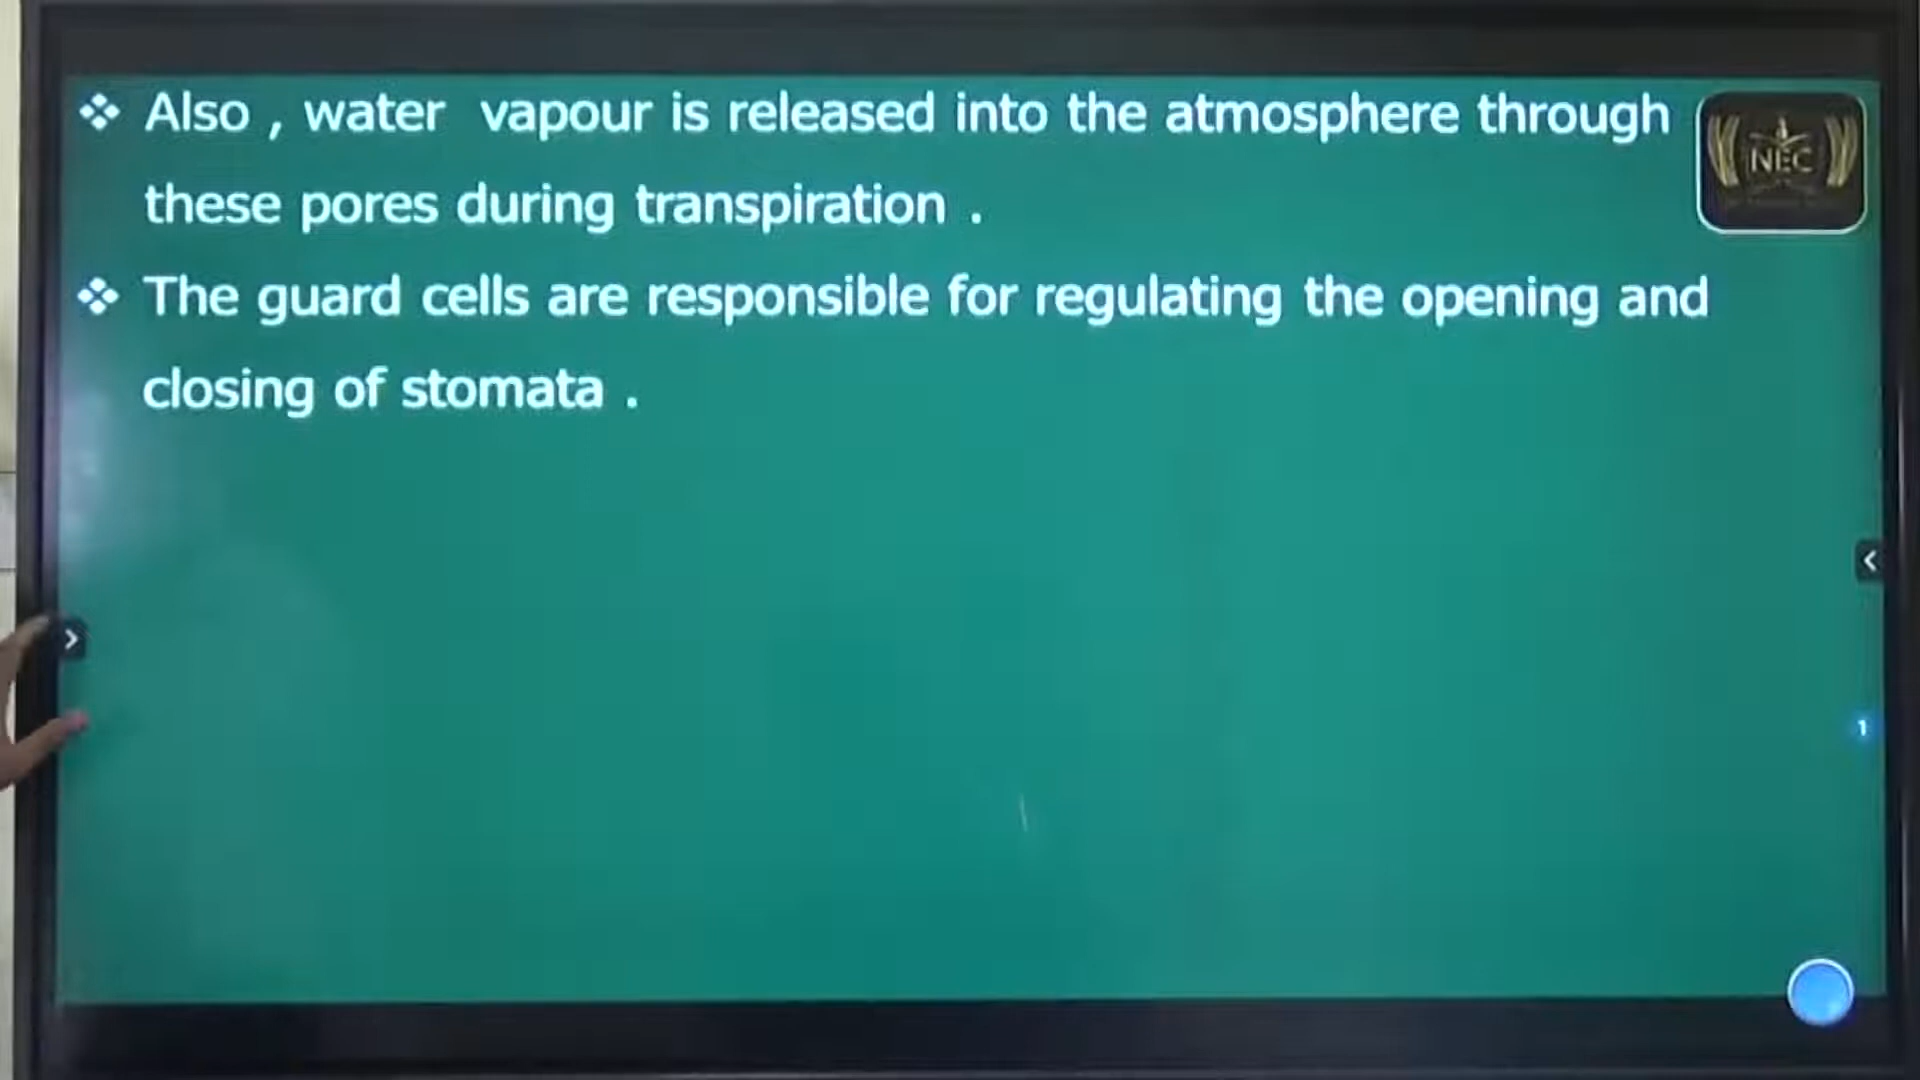 ❖ Also , water vapour is released into the atmosphere through
these pores during transpiration .
❖ The guard cells are responsible for regulating the opening and
closing of stomata .
NEC
1